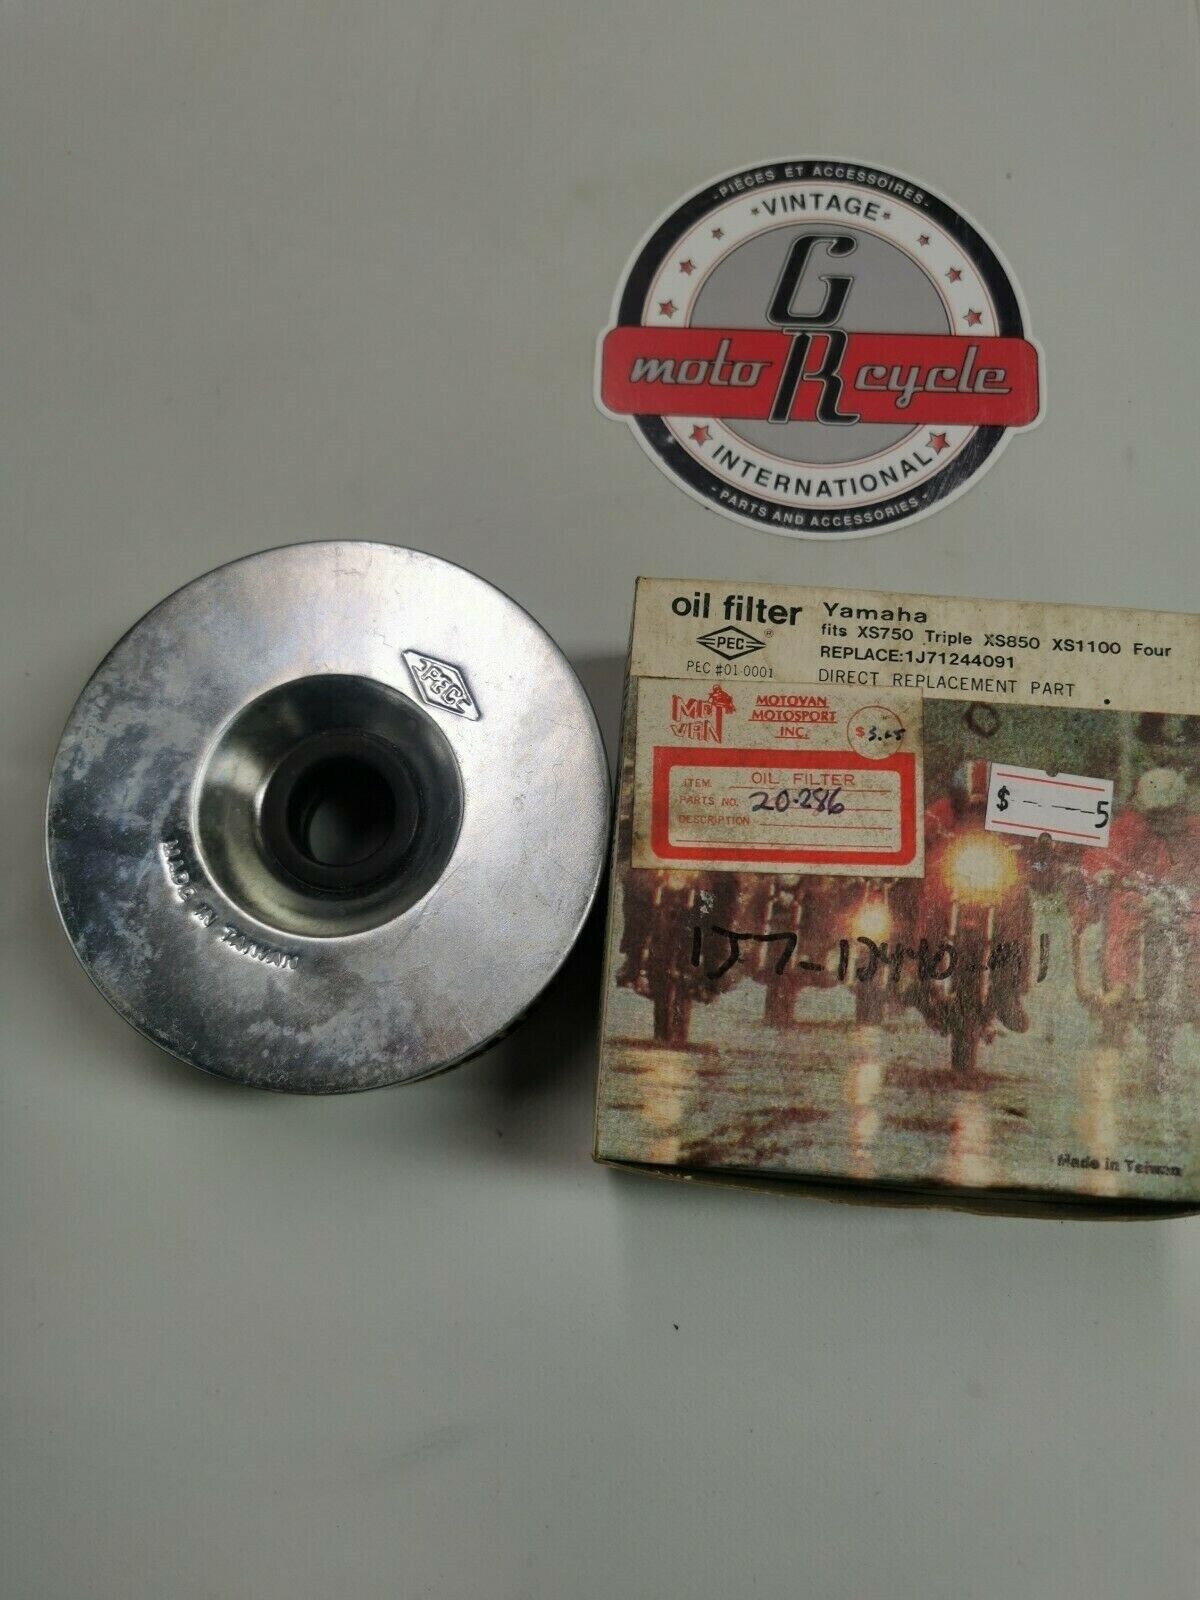 -PIÈCES ET ACCESSOIRES-
VINTAGE
G
moto R cycle
INTERNATIONAL
-PARTS AND ACCESSORIES-
PEC
MADE IN TAIWAN
oil filter
PEC ®
PEC #01-0001
Yamaha
fits XS750 Triple XS850 XS1100 Four
REPLACE:1J71244091
DIRECT REPLACEMENT PART
VAN
MOTOVAN
MOTOSPORT
INC.
$3.65
ITEM OIL FILTER
PARTS NO. 20-286
DESCRIPTION
$-----5
Made in Taiwan